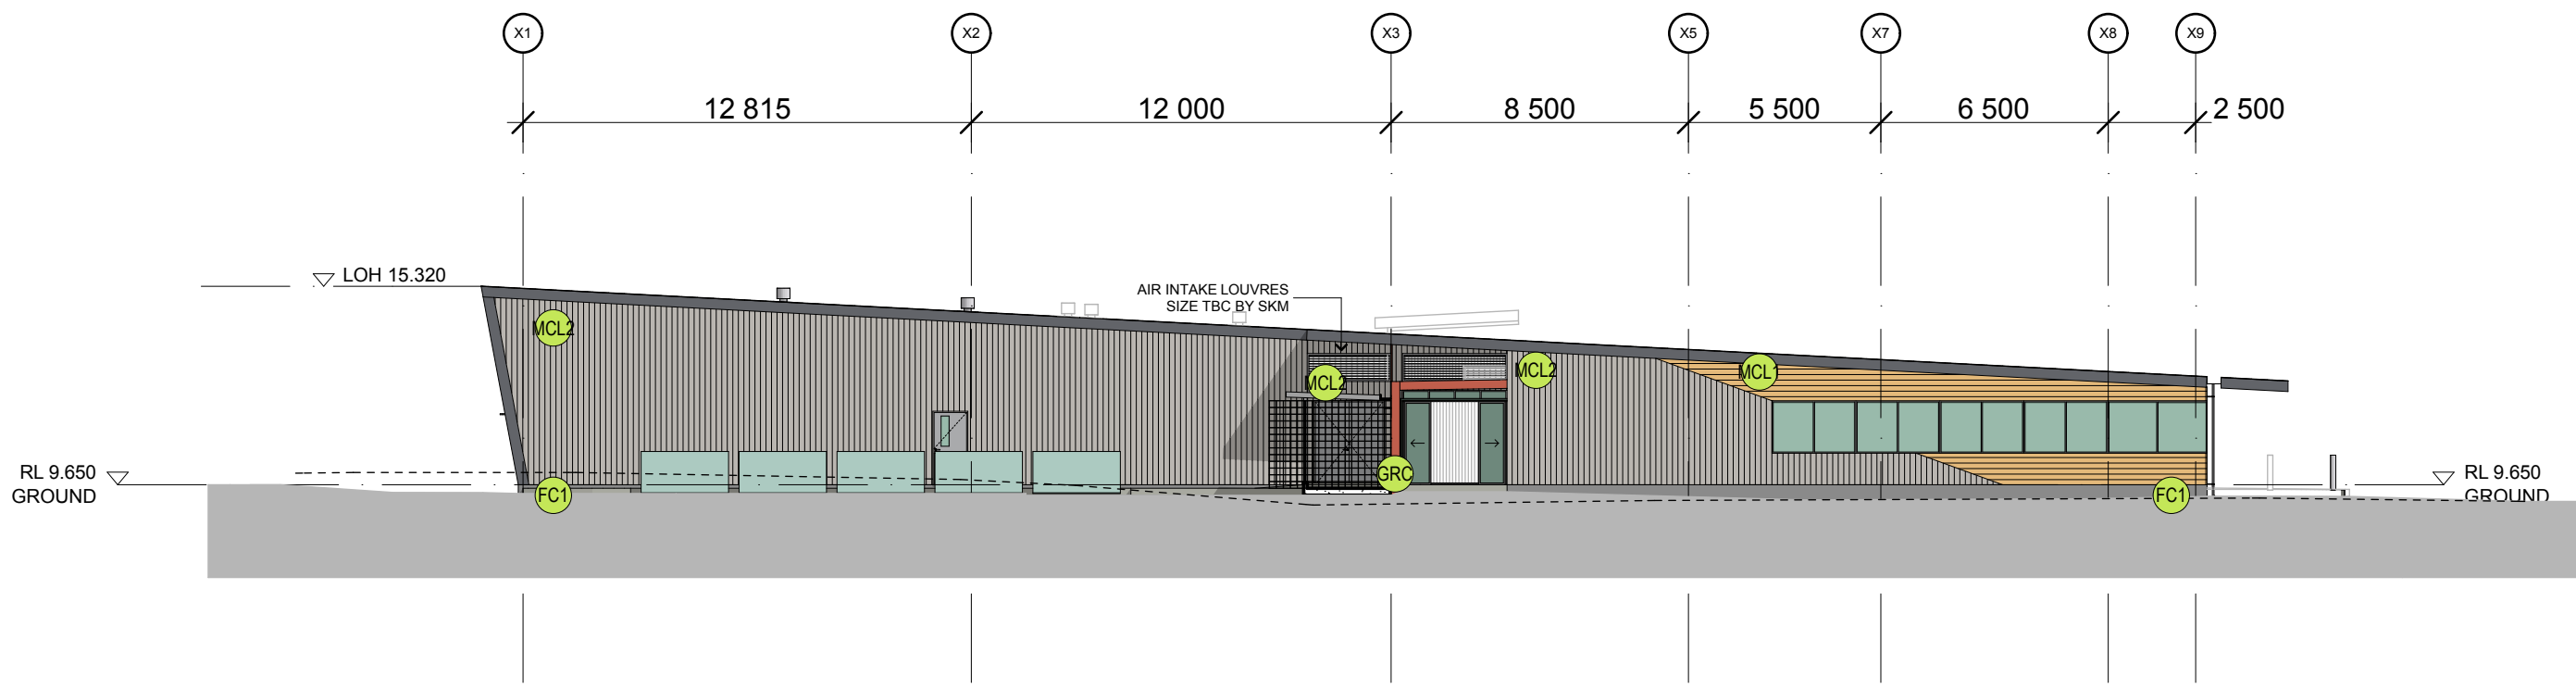 X1
X2
X3
X5
X7
X8
X9
12 815
12 000
8 500
5 500
6 500
2 500
LOH 15.320
AIR INTAKE LOUVRES
SIZE TBC BY SKM
MCL2
MCL2
MCL2
MCL1
RL 9.650
GROUND
GRC
FC1
FC1
RL 9.650
GROUND